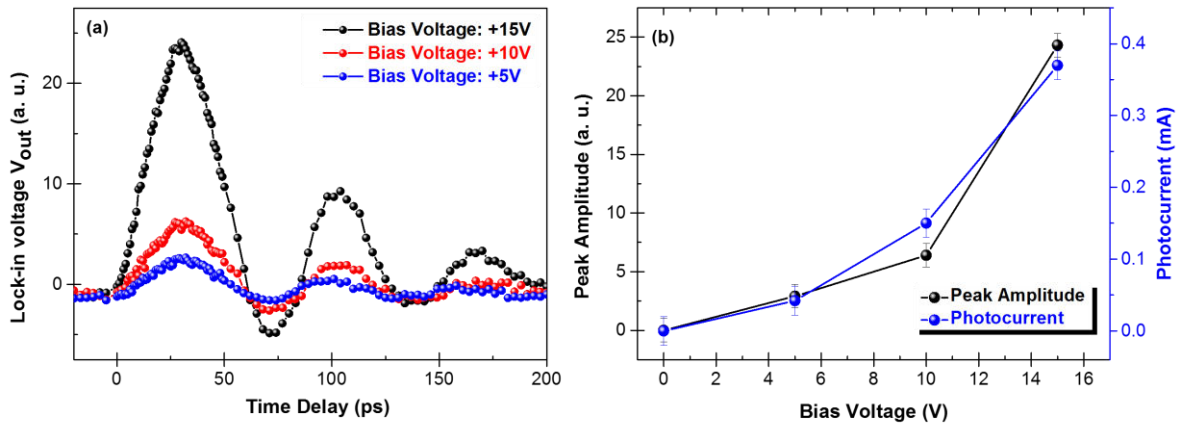 (a)
Bias Voltage: +15V
Bias Voltage: +10V
Bias Voltage: +5V
Lock-in voltage Vout (a. u.)
20
10
0
0
50
100
150
200
Time Delay (ps)
(b)
Peak Amplitude (a. u.)
25
20
15
10
5
0
0
2
4
6
8
10
12
14
16
Bias Voltage (V)
Peak Amplitude
Photocurrent
0.4
0.3
0.2
0.1
0.0
Photocurrent (mA)